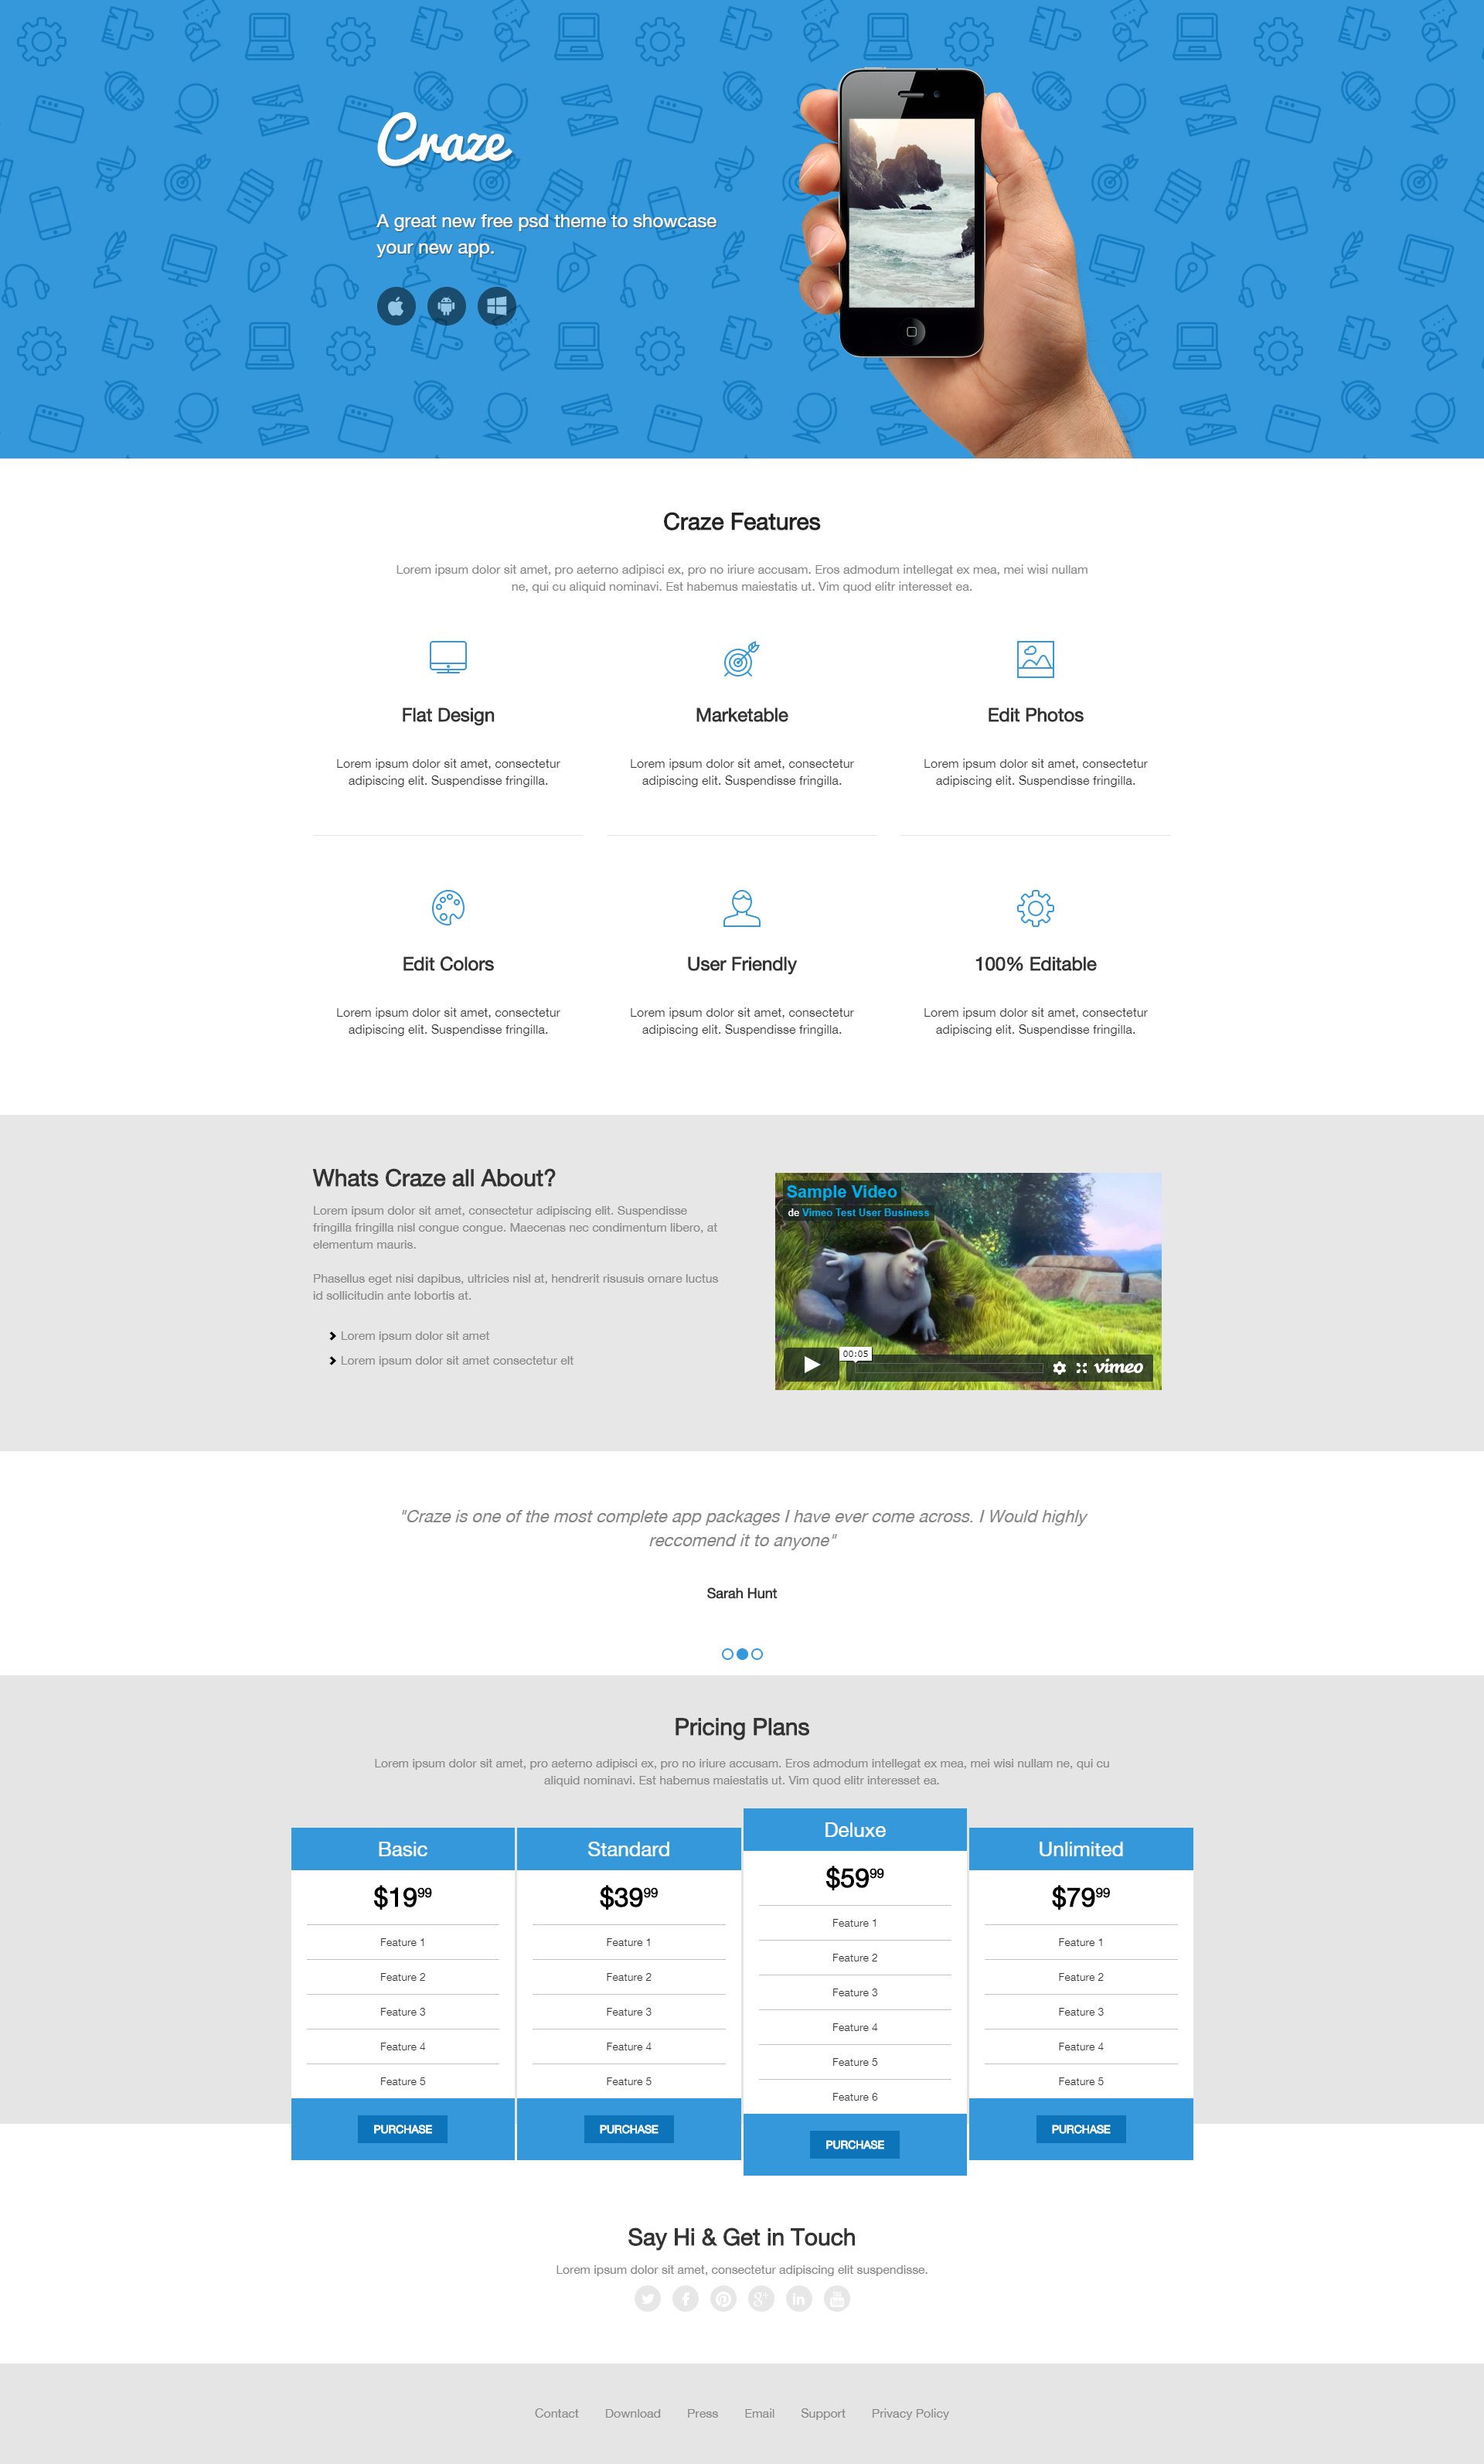 Craze
A great new free psd theme to showcase
your new app.
Craze Features
Lorem ipsum dolor sit amet, pro aeterno adipisci ex, pro no iriure accusam. Eros admodum intellegat ex mea, mei wisi nullam
ne, qui cu aliquid nominavi. Est habemus maiestatis ut. Vim quod elitr interesset ea.
Flat Design
Lorem ipsum dolor sit amet, consectetur
adipiscing elit. Suspendisse fringilla.
Marketable
Lorem ipsum dolor sit amet, consectetur
adipiscing elit. Suspendisse fringilla.
Edit Photos
Lorem ipsum dolor sit amet, consectetur
adipiscing elit. Suspendisse fringilla.
Edit Colors
Lorem ipsum dolor sit amet, consectetur
adipiscing elit. Suspendisse fringilla.
User Friendly
Lorem ipsum dolor sit amet, consectetur
adipiscing elit. Suspendisse fringilla.
100% Editable
Lorem ipsum dolor sit amet, consectetur
adipiscing elit. Suspendisse fringilla.
Whats Craze all About?
Lorem ipsum dolor sit amet, consectetur adipiscing elit. Suspendisse
fringilla fringilla nisl congue congue. Maecenas nec condimentum libero, at
elementum mauris.
Phasellus eget nisi dapibus, ultricies nisl at, hendrerit risusuis ornare luctus
id sollicitudin ante lobortis at.
Lorem ipsum dolor sit amet
Lorem ipsum dolor sit amet consectetur elt
Sample Video
de Vimeo Test User Business
00:05
vimeo
"Craze is one of the most complete app packages I have ever come across. I Would highly
reccomend it to anyone"
Sarah Hunt
Pricing Plans
Lorem ipsum dolor sit amet, pro aeterno adipisci ex, pro no iriure accusam. Eros admodum intellegat ex mea, mei wisi nullam ne, qui cu
aliquid nominavi. Est habemus maiestatis ut. Vim quod elitr interesset ea.
Basic
$1999
Feature 1
Feature 2
Feature 3
Feature 4
Feature 5
PURCHASE
Standard
$3999
Feature 1
Feature 2
Feature 3
Feature 4
Feature 5
PURCHASE
Deluxe
$5999
Feature 1
Feature 2
Feature 3
Feature 4
Feature 5
Feature 6
PURCHASE
Unlimited
$7999
Feature 1
Feature 2
Feature 3
Feature 4
Feature 5
PURCHASE
Say Hi & Get in Touch
Lorem ipsum dolor sit amet, consectetur adipiscing elit suspendisse.
Contact Download Press Email Support Privacy Policy